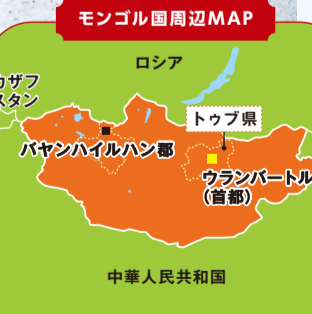 モンゴル国周辺MAP
ロシア
カザフ
スタン
トゥブ県
バヤンハイルハン郡
ウランバートル
（首都）
中華人民共和国